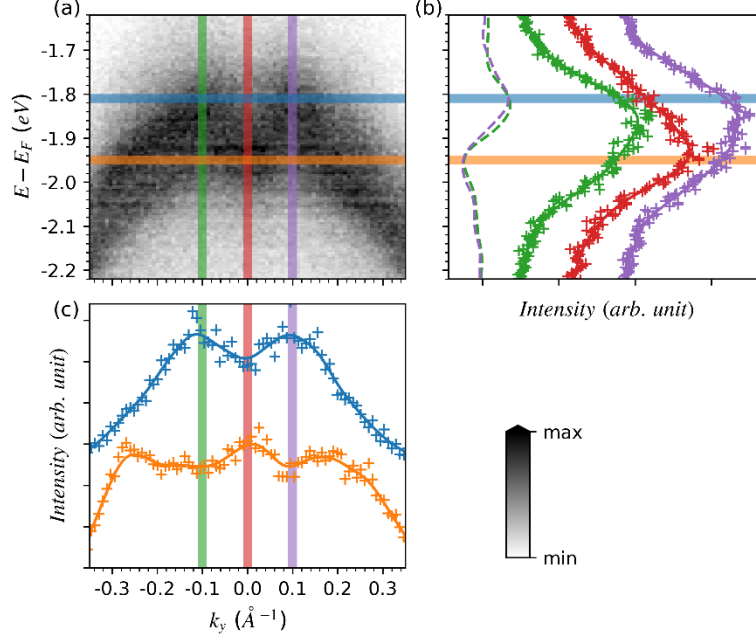 (a)
(b)
-1.7
-1.8
-1.9
-2.0
-2.1
-2.2
E − E_F (eV)
Intensity (arb. unit)
(c)
Intensity (arb. unit)
-0.3 -0.2 -0.1 0.0 0.1 0.2 0.3
k_y (Å⁻¹)
max
min